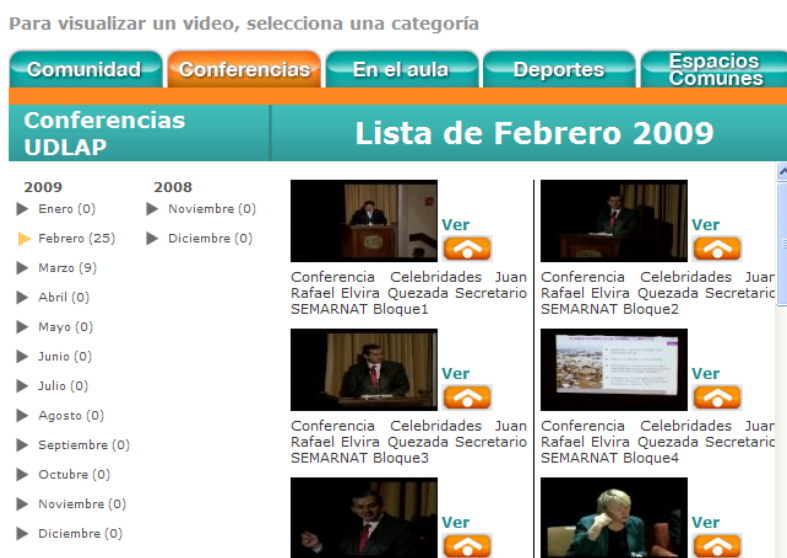 Para visualizar un video, selecciona una categoría
Comunidad
Conferencias
En el aula
Deportes
Espacios
Comunes
Conferencias
UDLAP
Lista de Febrero 2009
2009
Enero (0)
Febrero (25)
Marzo (9)
Abril (0)
Mayo (0)
Junio (0)
Julio (0)
Agosto (0)
Septiembre (0)
Octubre (0)
Noviembre (0)
Diciembre (0)
2008
Noviembre (0)
Diciembre (0)
Ver
Conferencia Celebridades Juan
Rafael Elvira Quezada Secretario
SEMARNAT Bloque1
Ver
Conferencia Celebridades Juan
Rafael Elvira Quezada Secretario
SEMARNAT Bloque2
Ver
Conferencia Celebridades Juan
Rafael Elvira Quezada Secretario
SEMARNAT Bloque3
Ver
Conferencia Celebridades Juan
Rafael Elvira Quezada Secretario
SEMARNAT Bloque4
Ver
Ver